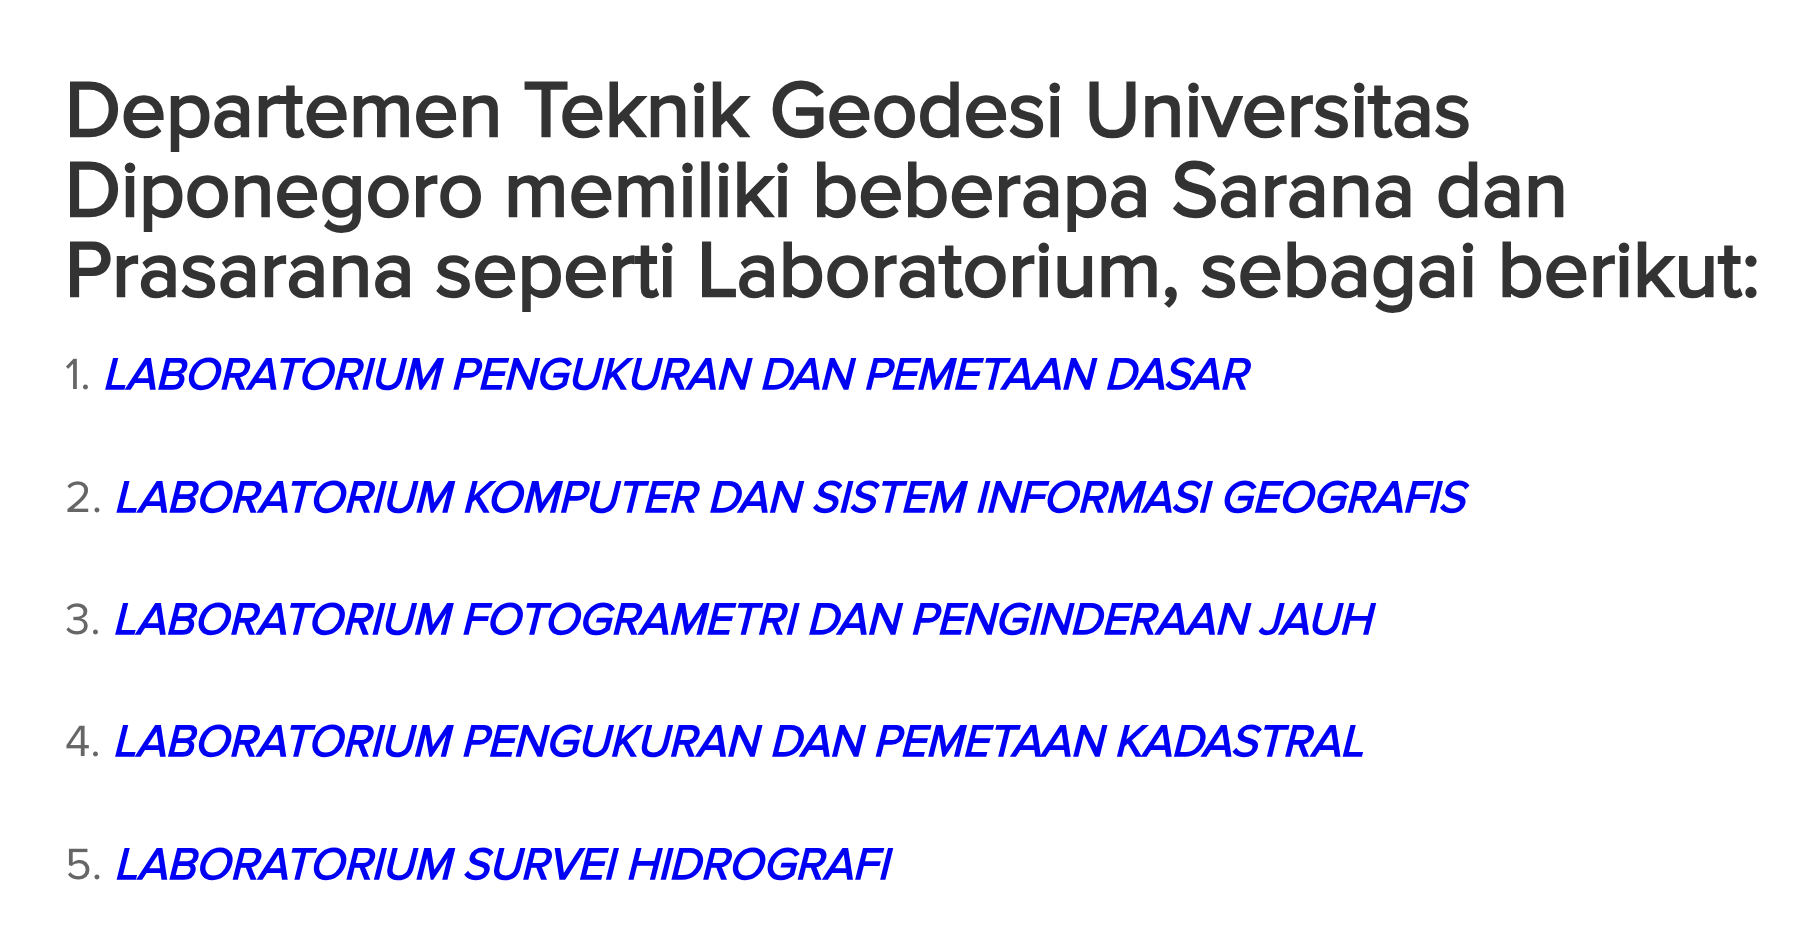 Departemen Teknik Geodesi Universitas
Diponegoro memiliki beberapa Sarana dan
Prasarana seperti Laboratorium, sebagai berikut:
1. LABORATORIUM PENGUKURAN DAN PEMETAAN DASAR
2. LABORATORIUM KOMPUTER DAN SISTEM INFORMASI GEOGRAFIS
3. LABORATORIUM FOTOGRAMETRI DAN PENGINDERAAN JAUH
4. LABORATORIUM PENGUKURAN DAN PEMETAAN KADASTRAL
5. LABORATORIUM SURVEI HIDROGRAFI